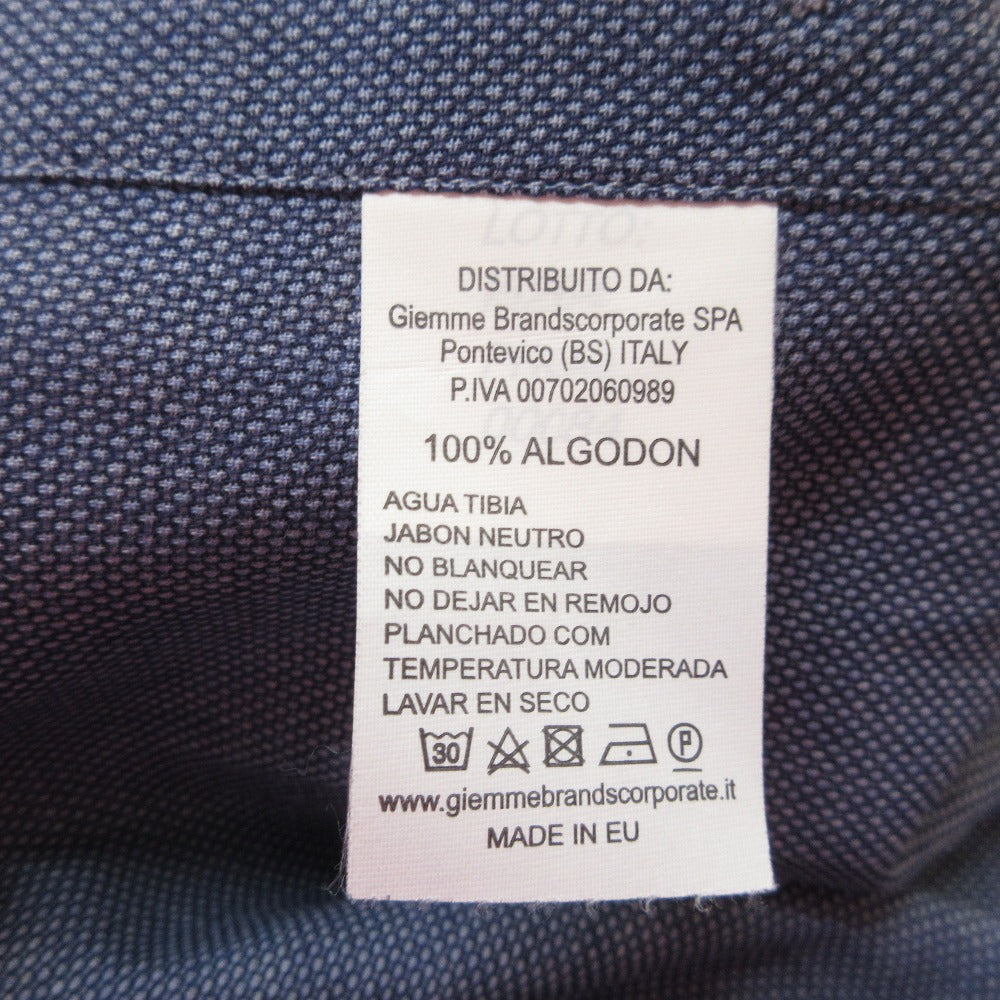 LOTTO:
DISTRIBUITO DA:
Giemme Brandscorporate SPA
Pontevico (BS) ITALY
P.IVA 00702060989
100% ALGODON
AGUA TIBIA
JABON NEUTRO
NO BLANQUEAR
NO DEJAR EN REMOJO
PLANCHADO COM
TEMPERATURA MODERADA
LAVAR EN SECO
30 P
www.giemmebrandscorporate.it
MADE IN EU